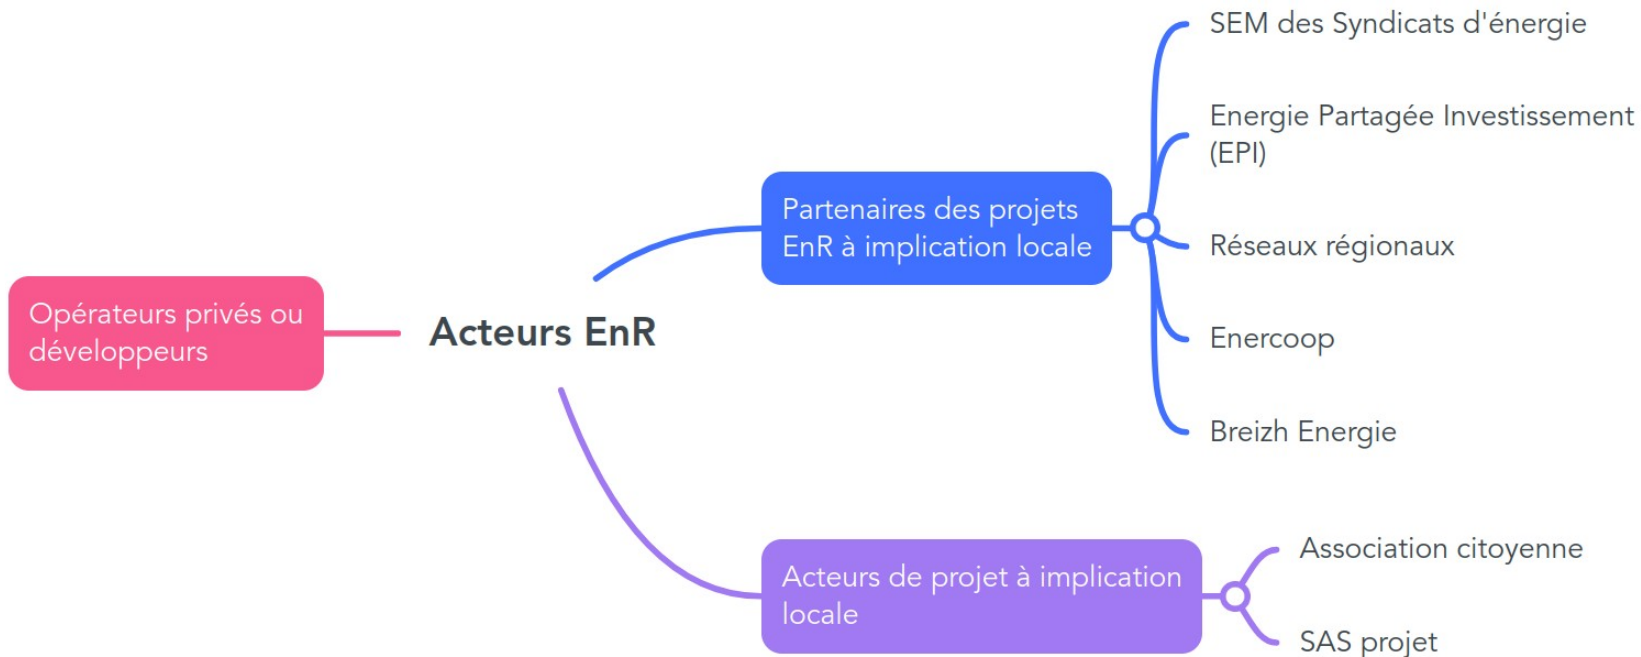 Opérateurs privés ou
développeurs
Acteurs EnR
Partenaires des projets
EnR à implication locale
SEM des Syndicats d'énergie
Energie Partagée Investissement
(EPI)
Réseaux régionaux
Enercoop
Breizh Energie
Acteurs de projet à implication
locale
Association citoyenne
SAS projet